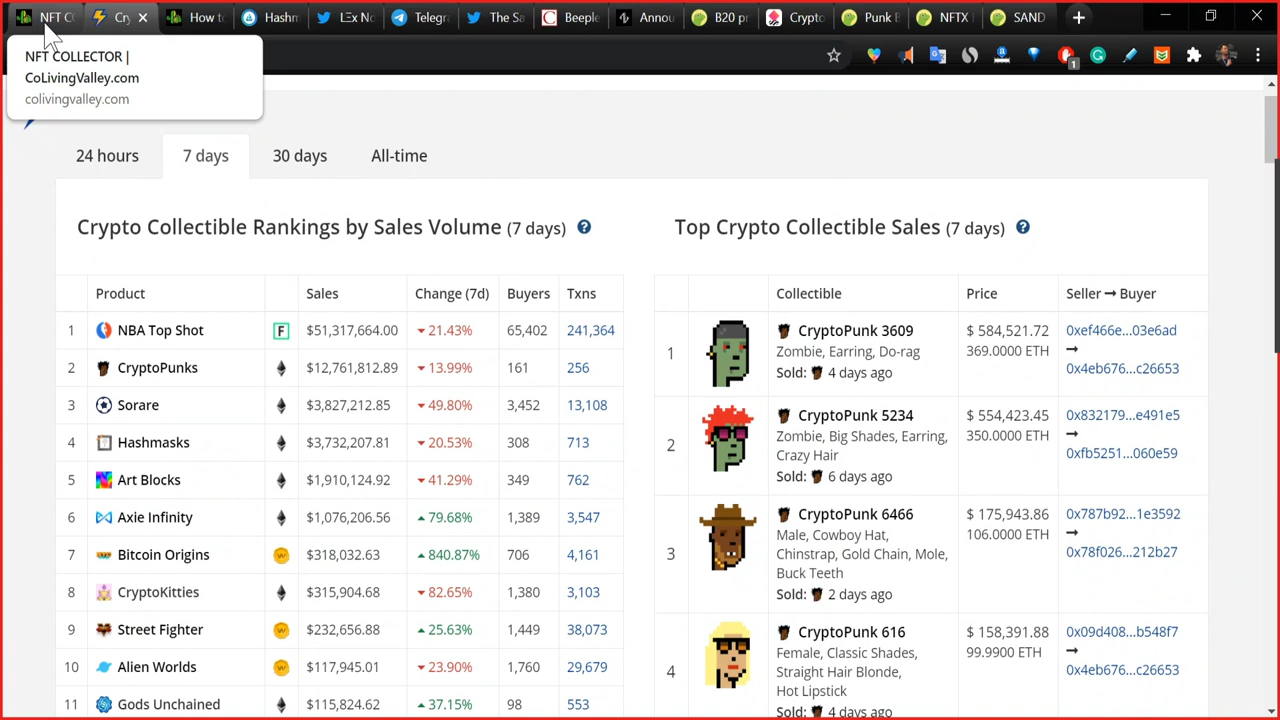 NFT C
Cry
How to
Hashm
LΞx No
Telegra
The Sa
Beeple
Annou
B20 pr
Crypto
Punk B
NFTX
SAND
NFT COLLECTOR |
CoLivingValley.com
colivingvalley.com
1
24 hours
7 days
30 days
All-time
Crypto Collectible Rankings by Sales Volume (7 days) ?
Product Sales Change (7d) Buyers Txns
1 NBA Top Shot F $51,317,664.00 21.43% 65,402 241,364
2 CryptoPunks $12,761,812.89 13.99% 161 256
3 Sorare $3,827,212.85 49.80% 3,452 13,108
4 Hashmasks $3,732,207.81 20.53% 308 713
5 Art Blocks $1,910,124.92 41.29% 349 762
6 Axie Infinity $1,076,206.56 79.68% 1,389 3,547
7 Bitcoin Origins $318,032.63 840.87% 706 4,161
8 CryptoKitties $315,904.68 82.65% 1,380 3,103
9 Street Fighter $232,656.88 25.63% 1,449 38,073
10 Alien Worlds $117,945.01 23.90% 1,760 29,679
11 Gods Unchained $115,824.62 37.15% 98 553
Top Crypto Collectible Sales (7 days) ?
Collectible Price Seller → Buyer
1 CryptoPunk 3609 $ 584,521.72 0xef466e...03e6ad
Zombie, Earring, Do-rag 369.0000 ETH →
Sold: 4 days ago 0x4eb676...c26653
2 CryptoPunk 5234 $ 554,423.45 0x832179...e491e5
Zombie, Big Shades, Earring, 350.0000 ETH →
Crazy Hair 0xfb5251...060e59
Sold: 6 days ago
3 CryptoPunk 6466 $ 175,943.86 0x787b92...1e3592
Male, Cowboy Hat, 106.0000 ETH →
Chinstrap, Gold Chain, Mole, 0x78f026...212b27
Buck Teeth
Sold: 2 days ago
4 CryptoPunk 616 $ 158,391.88 0x09d408...b548f7
Female, Classic Shades, 99.9900 ETH →
Straight Hair Blonde, 0x4eb676...c26653
Hot Lipstick
Sold: 4 days ago